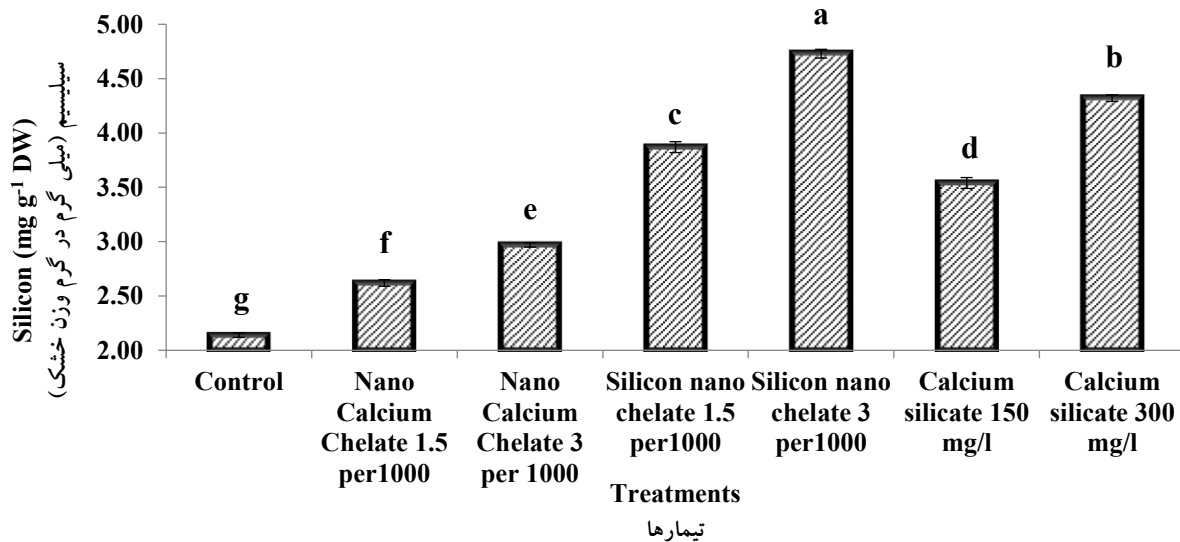 Silicon (mg g⁻¹ DW)
سیلیسیم (میلی گرم در گرم وزن خشک)
5.00
4.50
4.00
3.50
3.00
2.50
2.00
g
f
e
c
a
d
b
Control
Nano
Calcium
Chelate 1.5
per1000
Nano
Calcium
Chelate 3
per 1000
Silicon nano
chelate 1.5
per1000
Silicon nano
chelate 3
per1000
Calcium
silicate 150
mg/l
Calcium
silicate 300
mg/l
Treatments
تیمارها